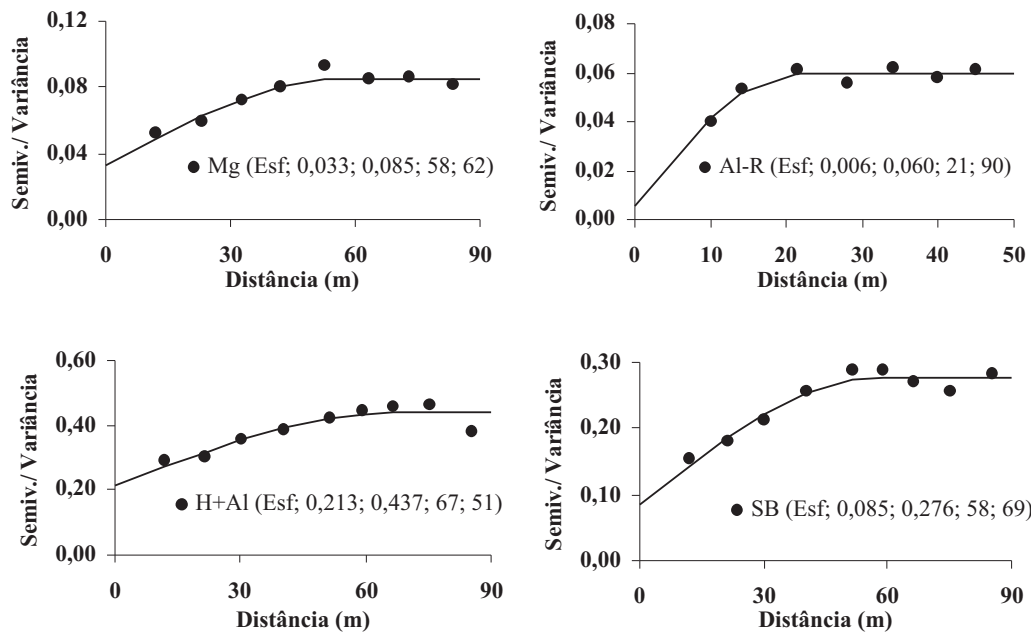 0,12
0,08
0,04
0,00
Semiv./ Variância
Mg (Esf; 0,033; 0,085; 58; 62)
0 30 60 90
Distância (m)
0,08
0,06
0,04
0,02
0,00
Semiv./ Variância
Al-R (Esf; 0,006; 0,060; 21; 90)
0 10 20 30 40 50
Distância (m)
0,60
0,40
0,20
0,00
Semiv./ Variância
H+Al (Esf; 0,213; 0,437; 67; 51)
0 30 60 90
Distância (m)
0,30
0,20
0,10
0,00
Semiv./ Variância
SB (Esf; 0,085; 0,276; 58; 69)
0 30 60 90
Distância (m)